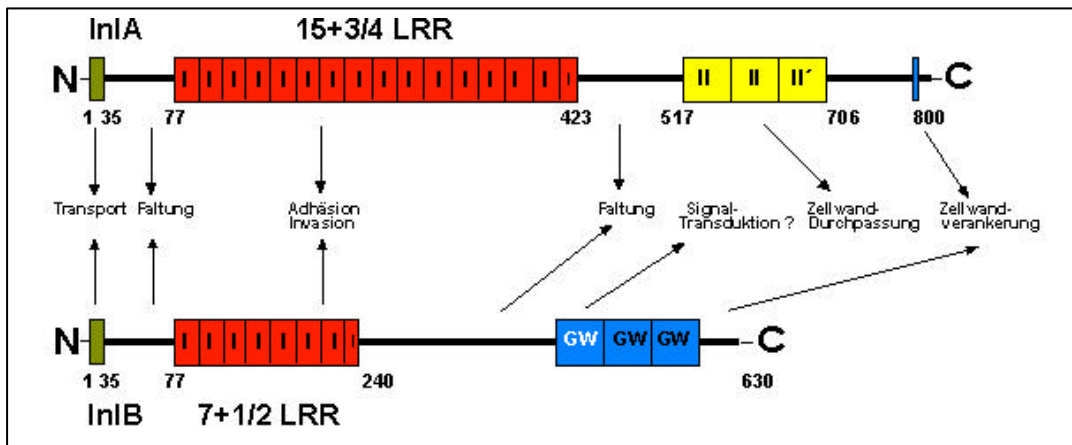 InlA 15+3/4 LRR
N I I I I I I I I I I I I I I I I II II II´ C
1 35 77 423 517 706 800
Transport Faltung Adhäsion Invasion Faltung Signal-Transduktion ? Zellwand-Durchpassung Zellwand-verankerung
N I I I I I I I I GW GW GW C
1 35 77 240 630
InlB 7+1/2 LRR